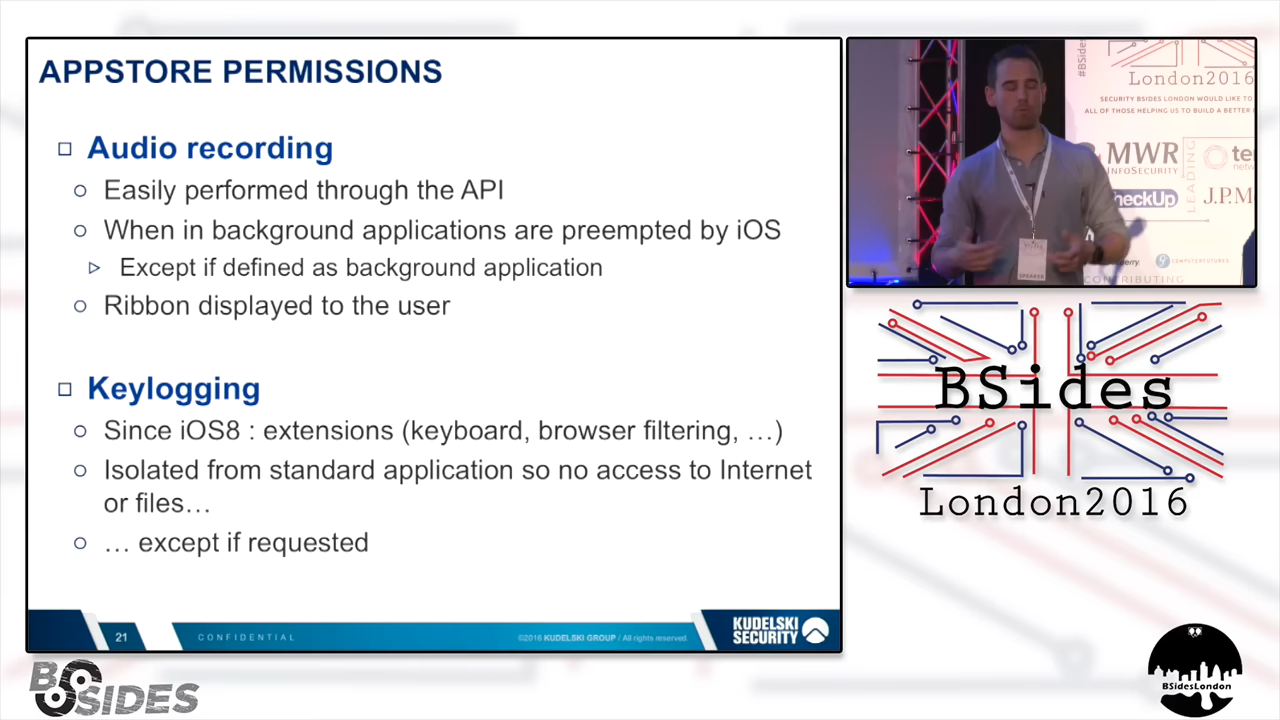 APPSTORE PERMISSIONS
Audio recording
Easily performed through the API
When in background applications are preempted by iOS
Except if defined as background application
Ribbon displayed to the user
Keylogging
Since iOS8 : extensions (keyboard, browser filtering, …)
Isolated from standard application so no access to Internet
or files…
… except if requested
21
CONFIDENTIAL
©2016 KUDELSKI GROUP / All rights reserved.
KUDELSKI
SECURITY
London2016
SECURITY BSIDES LONDON WOULD LIKE TO
ALL OF THOSE HELPING US TO BUILD A BETTER
MWR
INFOSECURITY
LEADING
J.P.M
COMPUTERFUTURES
CONTRIBUTING
SPEAKER
BSides
London2016
BSIDES
BSidesLondon